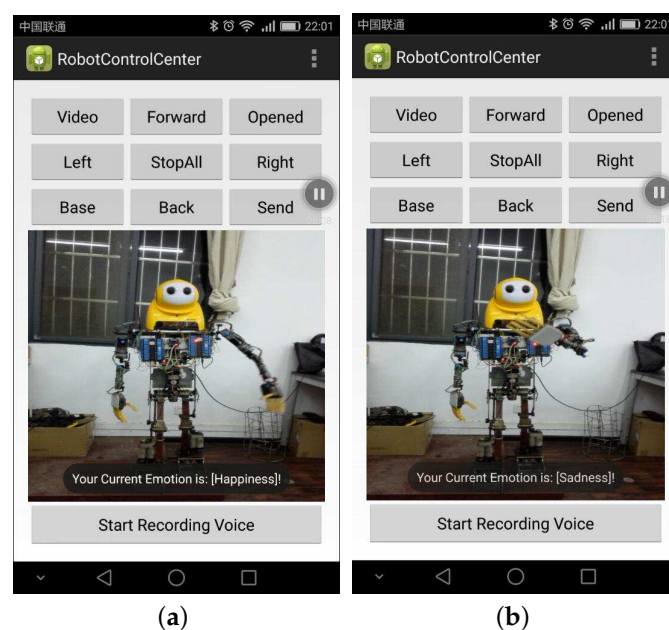 中国联通 22:01
RobotControlCenter
Video Forward Opened
Left StopAll Right
Base Back Send
Your Current Emotion is: [Happiness]!
Start Recording Voice
(a)
中国联通
RobotControlCenter
Video Forward Opened
Left StopAll Right
Base Back Send
Your Current Emotion is: [Sadness]!
Start Recording Voice
(b)